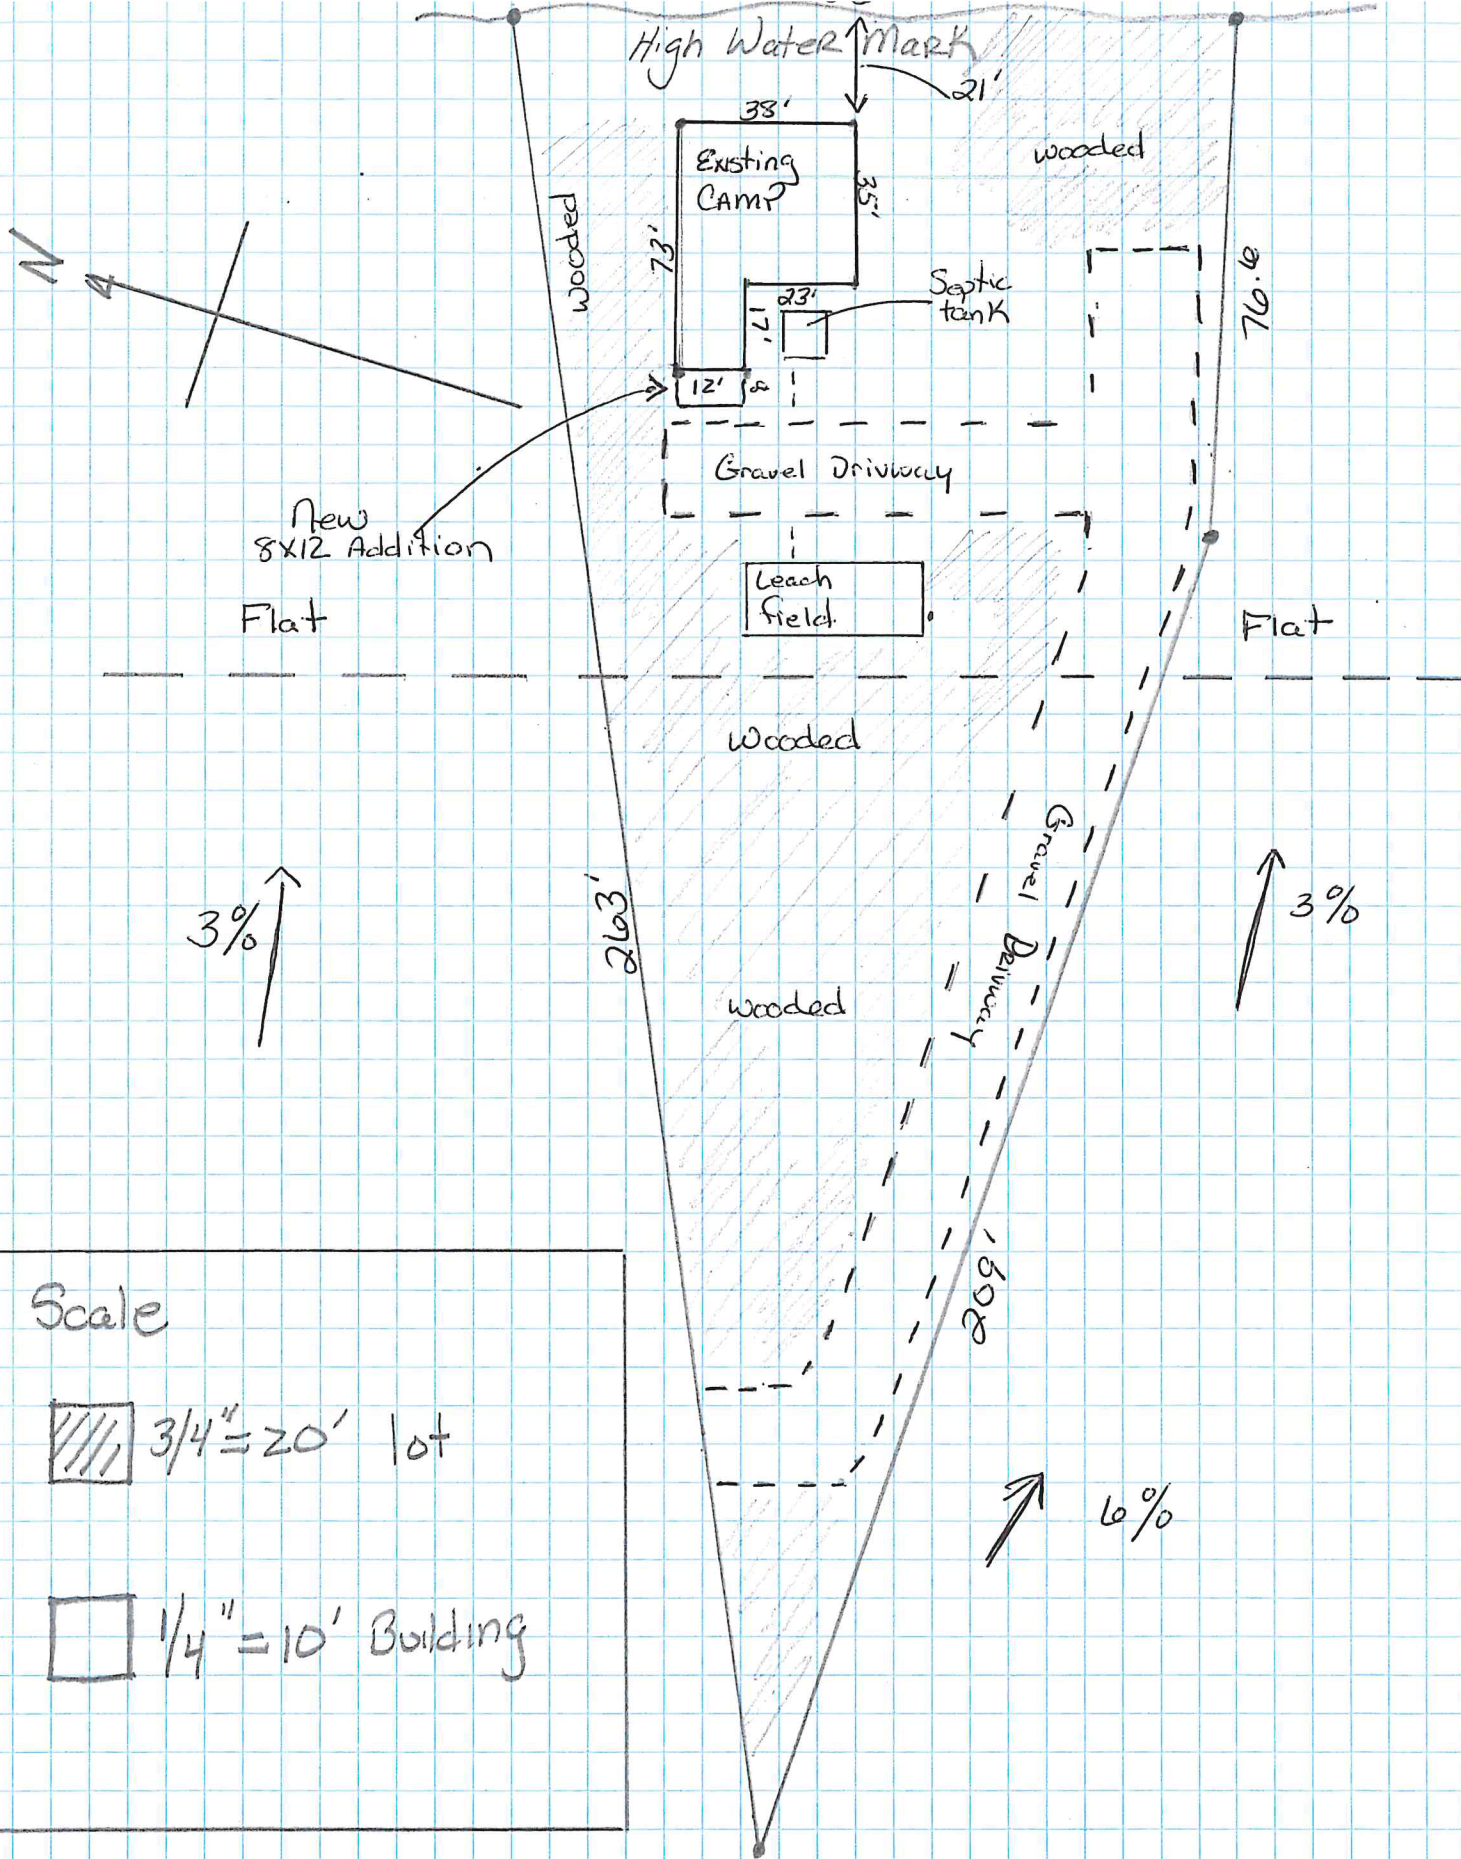 High Water Mark
21'
38'
Existing
CAMP
35'
wooded
wooded
73'
N
76.6
Septic
tank
23'
17'
12'
8
Gravel Drivway
New
8X12 Addition
Leach
field
Flat
Flat
Wooded
Gravel Drivway
3%
3%
263'
wooded
209'
Scale
3/4" = 20' lot
6%
1/4" = 10' Building